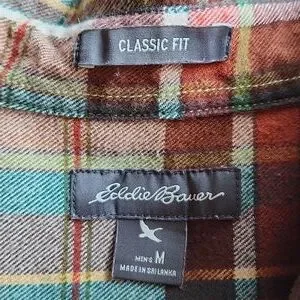 CLASSIC FIT
Eddie Bauer
MEN'S M
MADE IN SRI LANKA